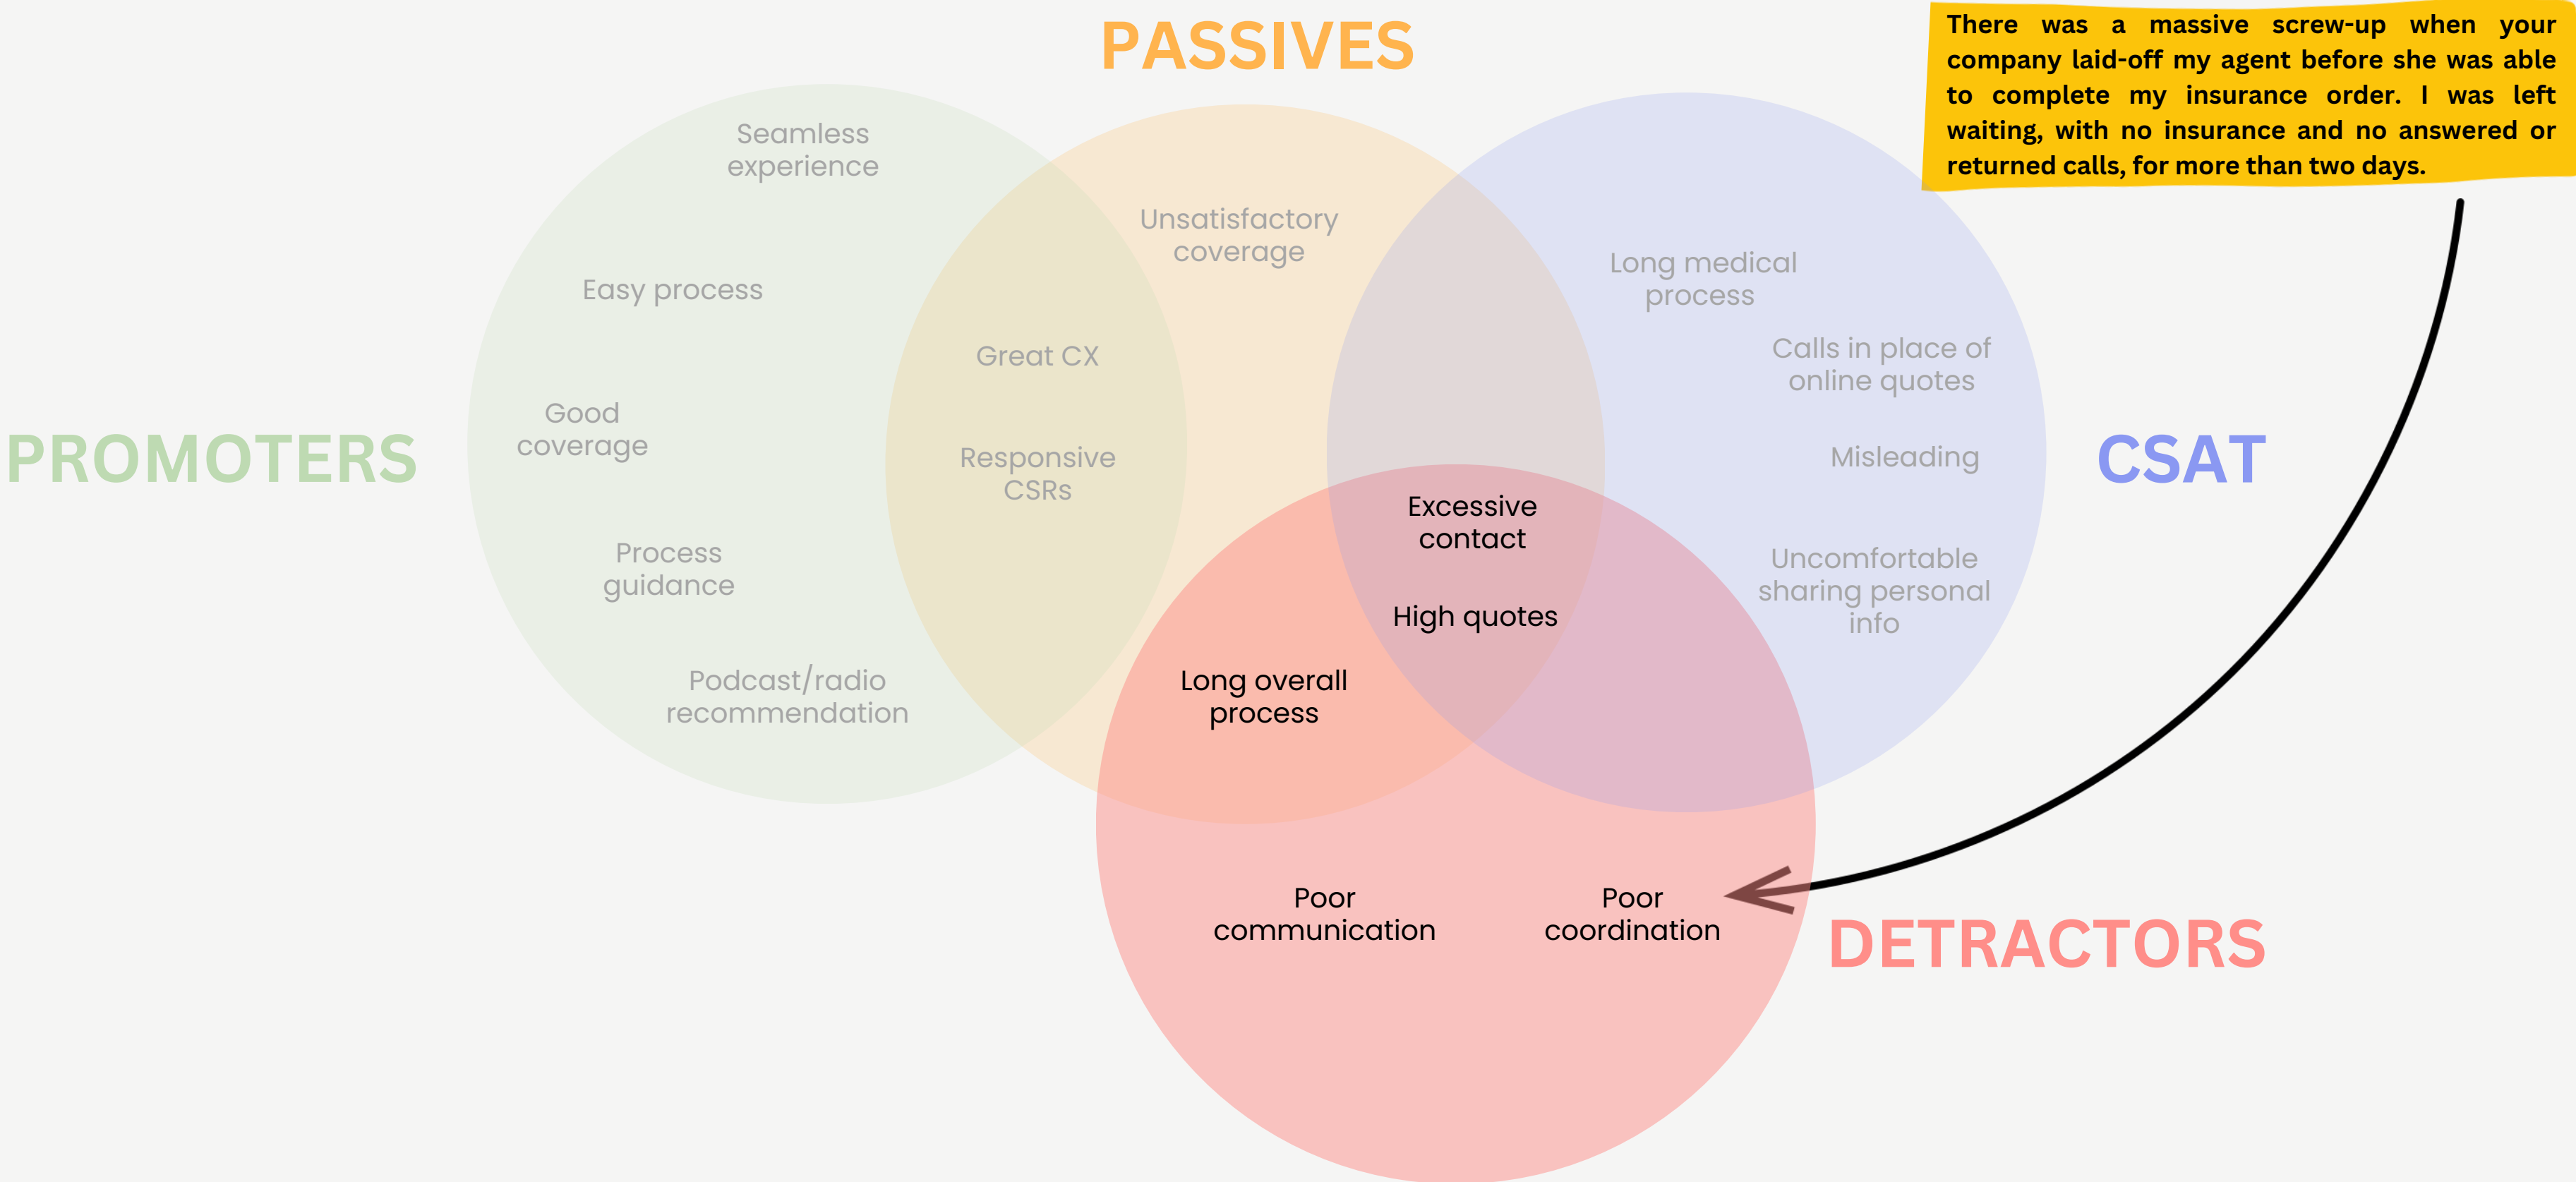 PASSIVES
There was a massive screw-up when your
company laid-off my agent before she was able
to complete my insurance order. I was left
waiting, with no insurance and no answered or
returned calls, for more than two days.
Seamless
experience
Easy process
Good
coverage
Process
guidance
Podcast/radio
recommendation
PROMOTERS
Great CX
Responsive
CSRs
Unsatisfactory
coverage
Long medical
process
Calls in place of
online quotes
Misleading
Uncomfortable
sharing personal
info
CSAT
Excessive
contact
High quotes
Long overall
process
Poor
communication
Poor
coordination
DETRACTORS